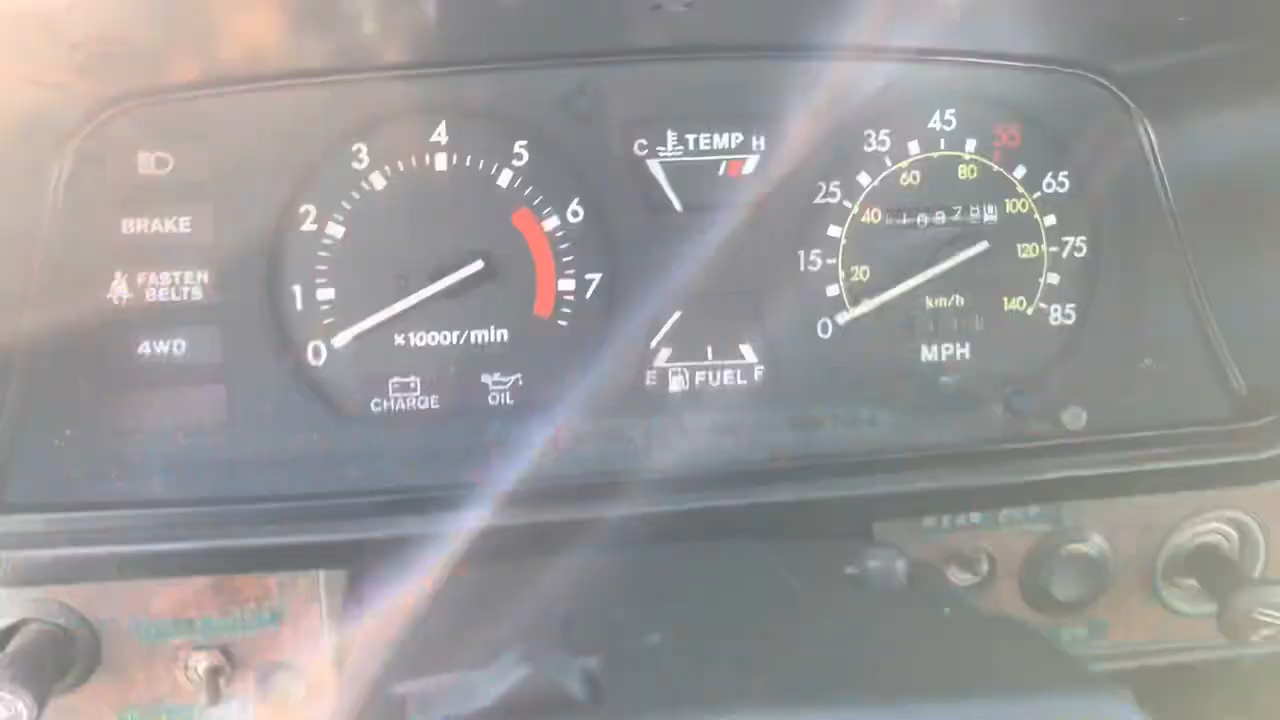 BRAKE
FASTEN
BELTS
4WD
0
1
2
3
4
5
6
7
×1000r/min
CHARGE
OIL
C TEMP H
E FUEL F
0
15
25
35
45
55
65
75
85
20
40
60
80
100
120
140
km/h
MPH